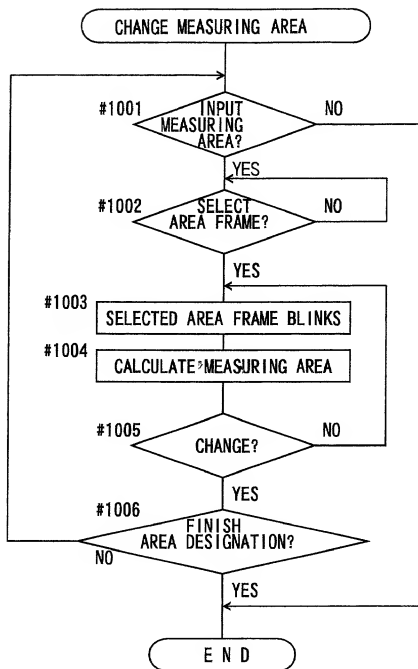 CHANGE MEASURING AREA
#1001
INPUT
MEASURING
AREA?
NO
YES
#1002
SELECT
AREA FRAME?
NO
YES
#1003
SELECTED AREA FRAME BLINKS
#1004
CALCULATE MEASURING AREA
#1005
CHANGE?
NO
YES
#1006
FINISH
AREA DESIGNATION?
NO
YES
END